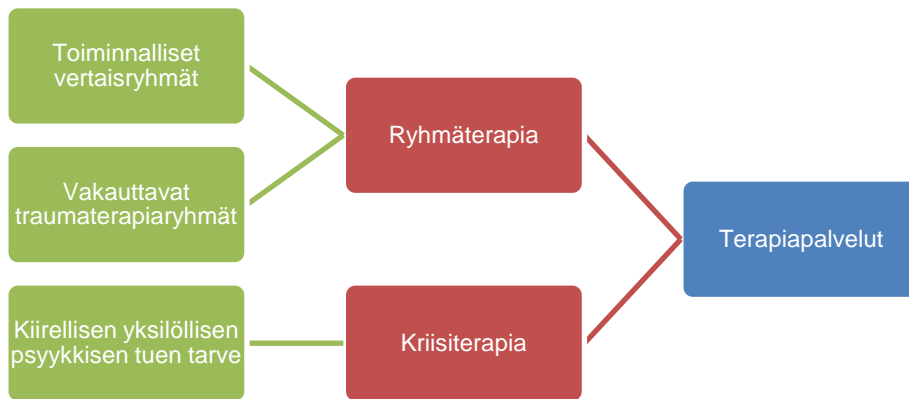 Toiminnalliset
vertaisryhmät
Ryhmäterapia
Vakauttavat
traumaterapiaryhmät
Terapiapalvelut
Kiirellisen yksilöllisen
psyykkisen tuen tarve
Kriisiterapia